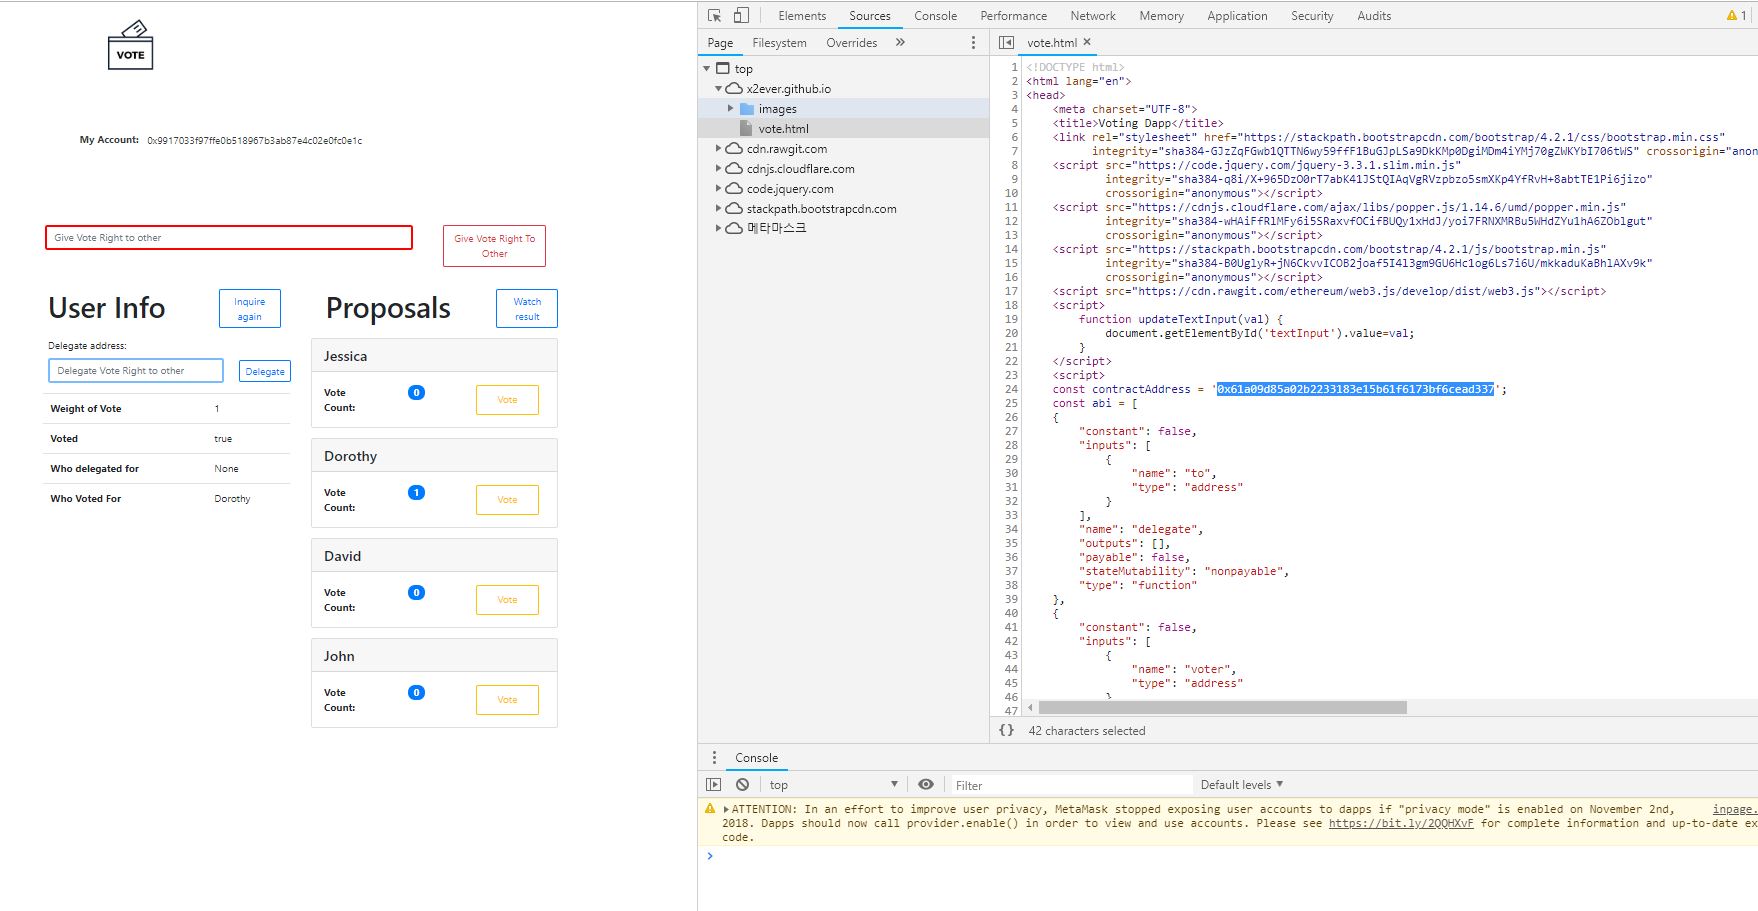 VOTE
My Account: 0x9917033f97ffe0b518967b3ab87e4c02e0fc0e1c
Give Vote Right to other
Give Vote Right To
Other
User Info
Inquire
again
Delegate address:
Delegate Vote Right to other
Delegate
Weight of Vote 1
Voted true
Who delegated for None
Who Voted For Dorothy
Proposals
Watch
result
Jessica
Vote
Count:
0
Vote
Dorothy
Vote
Count:
1
Vote
David
Vote
Count:
0
Vote
John
Vote
Count:
0
Vote
Elements Sources Console Performance Network Memory Application Security Audits 1
Page Filesystem Overrides »
top
x2ever.github.io
images
vote.html
cdn.rawgit.com
cdnjs.cloudflare.com
code.jquery.com
stackpath.bootstrapcdn.com
메타마스크
vote.html ×
1 <!DOCTYPE html>
2 <html lang="en">
3 <head>
4 <meta charset="UTF-8">
5 <title>Voting Dapp</title>
6 <link rel="stylesheet" href="https://stackpath.bootstrapcdn.com/bootstrap/4.2.1/css/bootstrap.min.css"
7 integrity="sha384-GJzZqFGwb1QTTN6wy59ffF1BuGJpLSa9DkKMp0DgiMDm4iYMj70gZWKYbI706tWS" crossorigin="anon
8 <script src="https://code.jquery.com/jquery-3.3.1.slim.min.js"
9 integrity="sha384-q8i/X+965DzO0rT7abK41JStQIAqVgRVzpbzo5smXKp4YfRvH+8abtTE1Pi6jizo"
10 crossorigin="anonymous"></script>
11 <script src="https://cdnjs.cloudflare.com/ajax/libs/popper.js/1.14.6/umd/popper.min.js"
12 integrity="sha384-wHAiFfRlMFy6i5SRaxvfOCifBUQy1xHdJ/yoi7FRNXMRBu5WHdZYu1hA6ZOblgut"
13 crossorigin="anonymous"></script>
14 <script src="https://stackpath.bootstrapcdn.com/bootstrap/4.2.1/js/bootstrap.min.js"
15 integrity="sha384-B0UglyR+jN6CkvvICOB2joaf5I4l3gm9GU6Hc1og6Ls7i6U/mkkaduKaBhlAXv9k"
16 crossorigin="anonymous"></script>
17 <script src="https://cdn.rawgit.com/ethereum/web3.js/develop/dist/web3.js"></script>
18 <script>
19 function updateTextInput(val) {
20 document.getElementById('textInput').value=val;
21 }
22 </script>
23 <script>
24 const contractAddress = '0x61a09d85a02b2233183e15b61f6173bf6cead337';
25 const abi = [
26 {
27 "constant": false,
28 "inputs": [
29 {
30 "name": "to",
31 "type": "address"
32 }
33 ],
34 "name": "delegate",
35 "outputs": [],
36 "payable": false,
37 "stateMutability": "nonpayable",
38 "type": "function"
39 },
40 {
41 "constant": false,
42 "inputs": [
43 {
44 "name": "voter",
45 "type": "address"
46 }
47
{} 42 characters selected
Console
top Filter Default levels
ATTENTION: In an effort to improve user privacy, MetaMask stopped exposing user accounts to dapps if "privacy mode" is enabled on November 2nd, inpage.
2018. Dapps should now call provider.enable() in order to view and use accounts. Please see https://bit.ly/2QQHXvF for complete information and up-to-date ex
code.